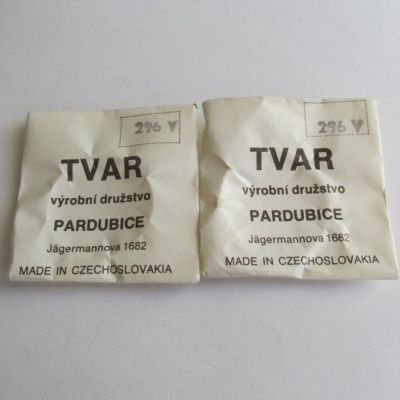 296 V
TVAR
výrobní družstvo
PARDUBICE
Jägermannova 1682
MADE IN CZECHOSLOVAKIA
296 V
TVAR
výrobní družstvo
PARDUBICE
Jägermannova 1682
MADE IN CZECHOSLOVAKIA